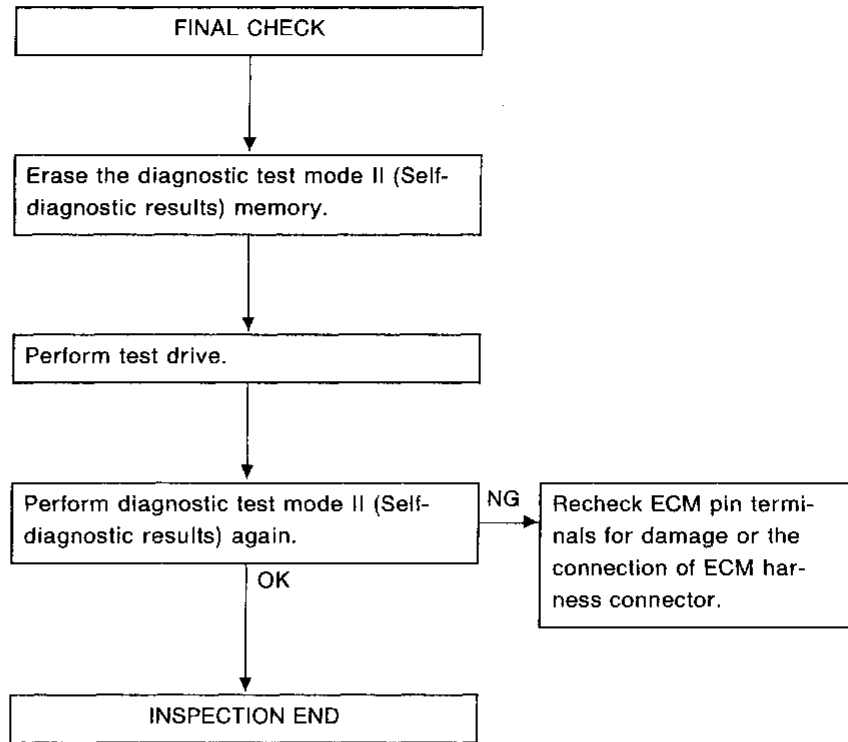 FINAL CHECK
Erase the diagnostic test mode II (Self-
diagnostic results) memory.
Perform test drive.
Perform diagnostic test mode II (Self-
diagnostic results) again.
NG
Recheck ECM pin termi-
nals for damage or the
connection of ECM har-
ness connector.
OK
INSPECTION END